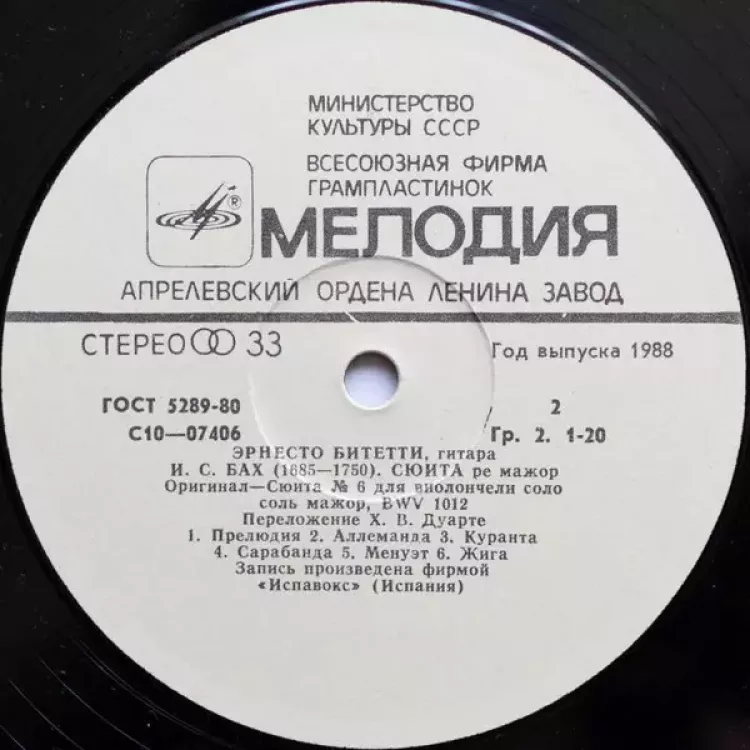 МИНИСТЕРСТВО
КУЛЬТУРЫ СССР
ВСЕСОЮЗНАЯ ФИРМА
ГРАМПЛАСТИНОК
®
МЕЛОДИЯ
АПРЕЛЕВСКИЙ ОРДЕНА ЛЕНИНА ЗАВОД
СТЕРЕО 33
Год выпуска 1988
ГОСТ 5289-80
2
С10—07406
Гр. 2. 1-20
ЭРНЕСТО БИТЕТТИ, гитара
И. С. БАХ (1885—1750). СЮИТА ре мажор
Оригинал—Сюита № 6 для виолончели соло
соль мажор, BWV 1012
Переложение Х. В. Дуарте
1. Прелюдия 2. Аллеманда 3. Куранта
4. Сарабанда 5. Менуэт 6. Жига
Запись произведена фирмой
«Испавокс» (Испания)